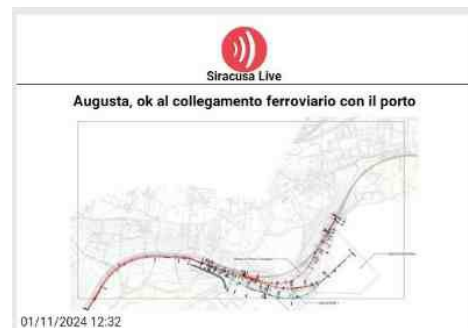 Siracusa Live
Augusta, ok al collegamento ferroviario con il porto
01/11/2024 12:32